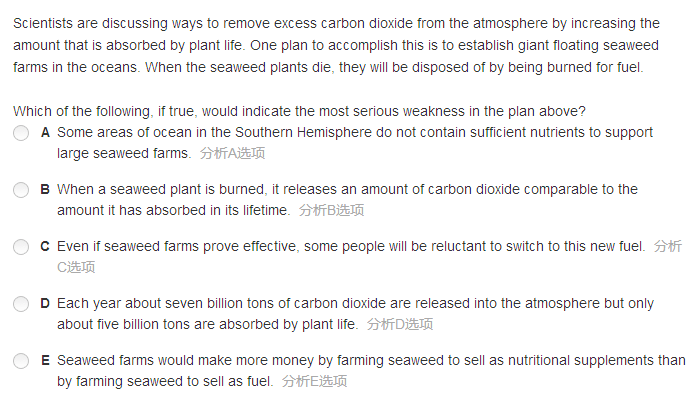 Scientists are discussing ways to remove excess carbon dioxide from the atmosphere by increasing the
amount that is absorbed by plant life. One plan to accomplish this is to establish giant floating seaweed
farms in the oceans. When the seaweed plants die, they will be disposed of by being burned for fuel.
Which of the following, if true, would indicate the most serious weakness in the plan above?
A Some areas of ocean in the Southern Hemisphere do not contain sufficient nutrients to support
large seaweed farms. 分析A选项
B When a seaweed plant is burned, it releases an amount of carbon dioxide comparable to the
amount it has absorbed in its lifetime. 分析B选项
C Even if seaweed farms prove effective, some people will be reluctant to switch to this new fuel. 分析
C选项
D Each year about seven billion tons of carbon dioxide are released into the atmosphere but only
about five billion tons are absorbed by plant life. 分析D选项
E Seaweed farms would make more money by farming seaweed to sell as nutritional supplements than
by farming seaweed to sell as fuel. 分析E选项